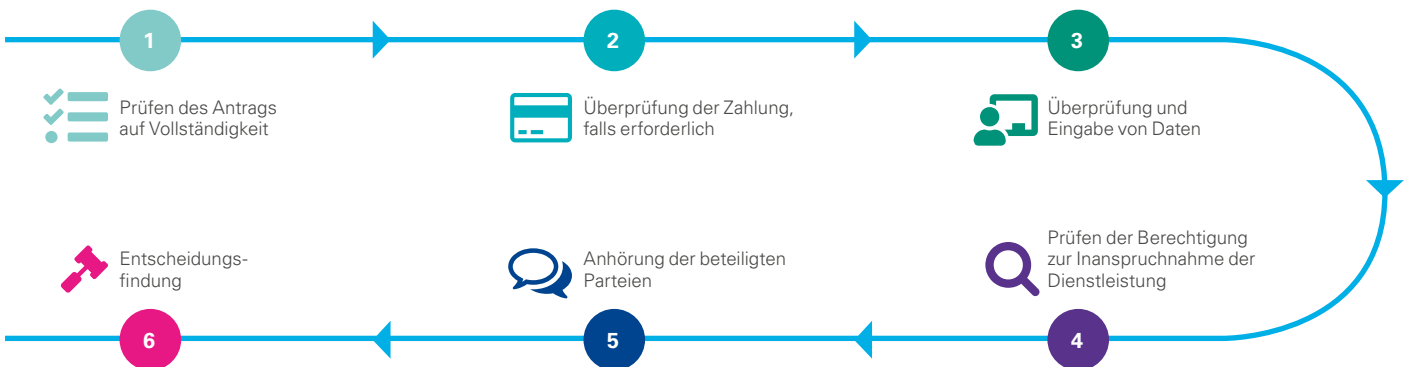 1
Prüfen des Antrags
auf Vollständigkeit
2
Überprüfung der Zahlung,
falls erforderlich
3
Überprüfung und
Eingabe von Daten
4
Prüfen der Berechtigung
zur Inanspruchnahme der
Dienstleistung
5
Anhörung der beteiligten
Parteien
6
Entscheidungs-
findung